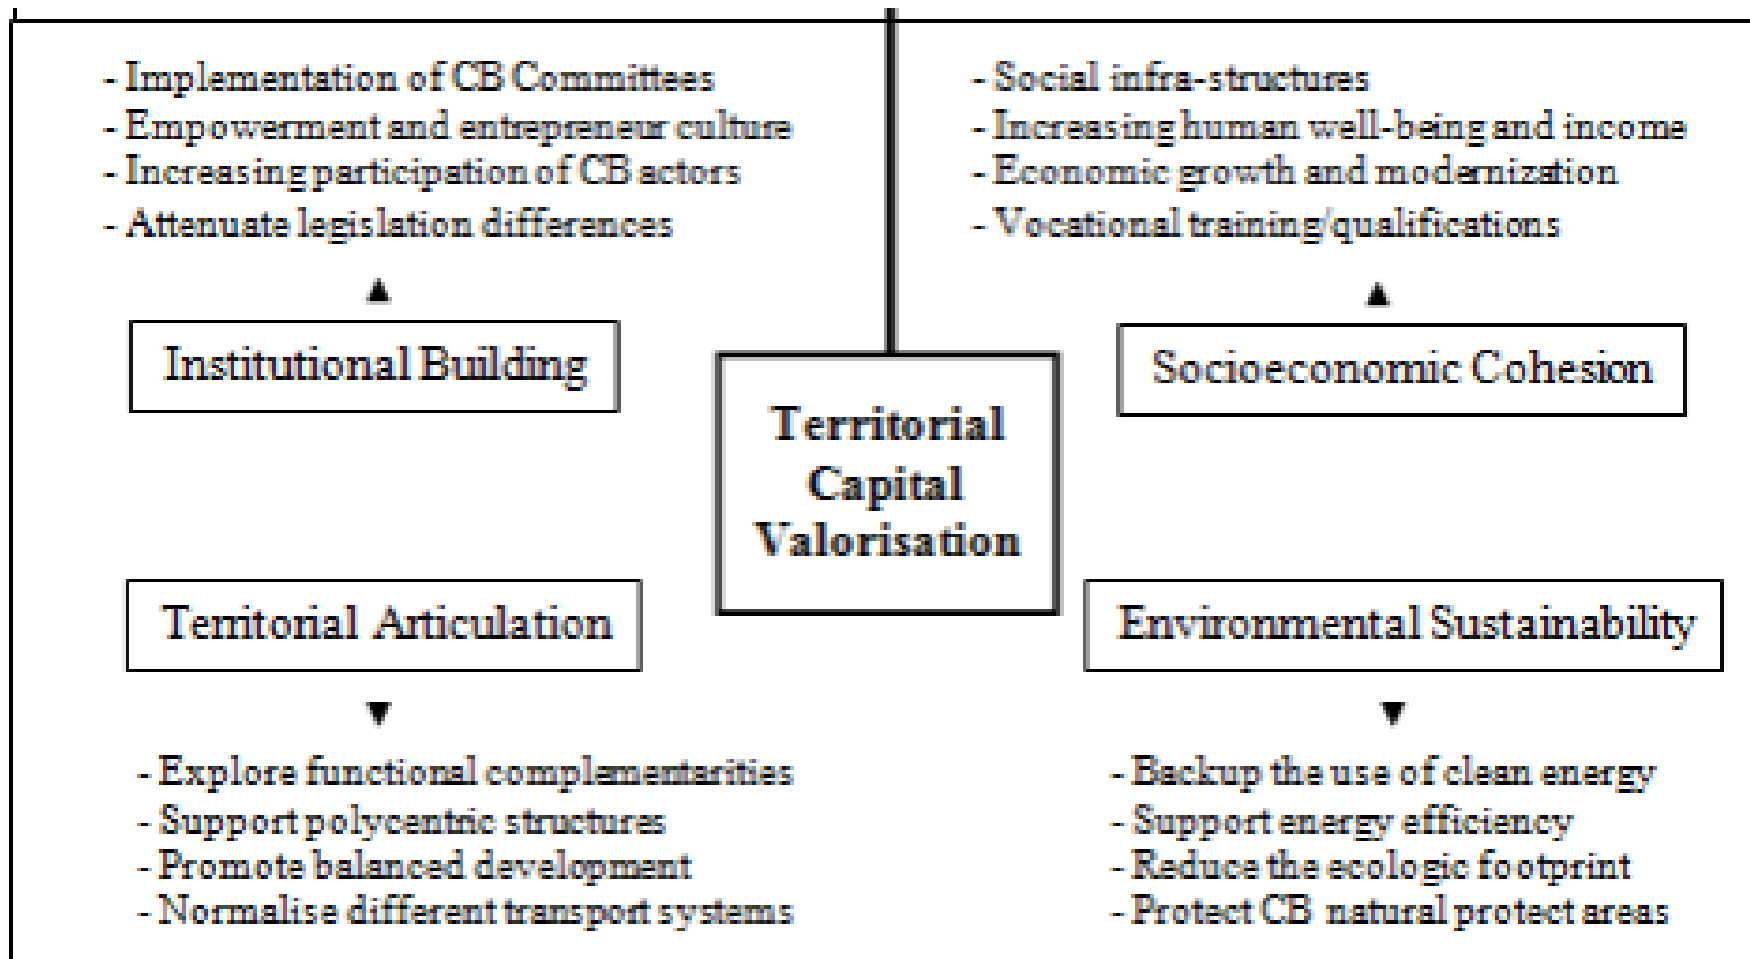 - Implementation of CB Committees
- Empowerment and entrepreneur culture
- Increasing participation of CB actors
- Attenuate legislation differences
Institutional Building
- Social infra-structures
- Increasing human well-being and income
- Economic growth and modernization
- Vocational training/qualifications
Socioeconomic Cohesion
Territorial
Capital
Valorisation
Territorial Articulation
- Explore functional complementarities
- Support polycentric structures
- Promote balanced development
- Normalise different transport systems
Environmental Sustainability
- Backup the use of clean energy
- Support energy efficiency
- Reduce the ecologic footprint
- Protect CB natural protect areas